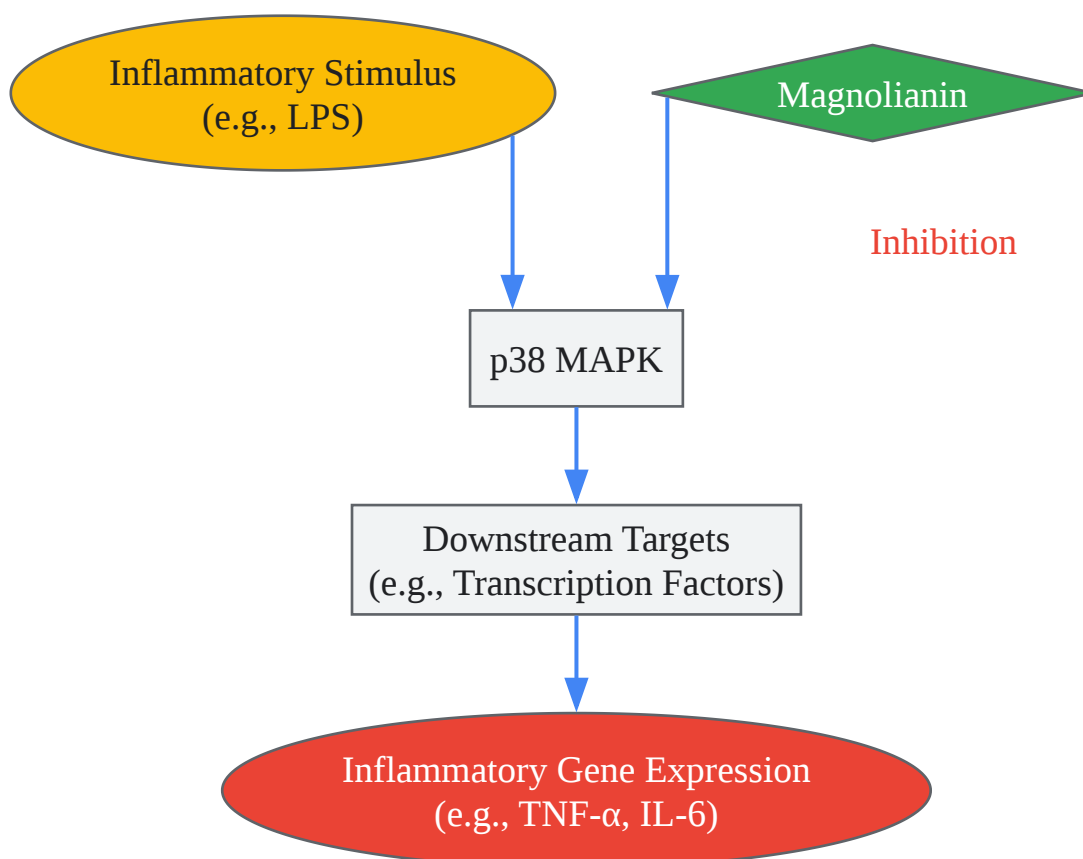 Inflammatory Stimulus
(e.g., LPS)
Magnolianin
Inhibition
p38 MAPK
Downstream Targets
(e.g., Transcription Factors)
Inflammatory Gene Expression
(e.g., TNF-α, IL-6)